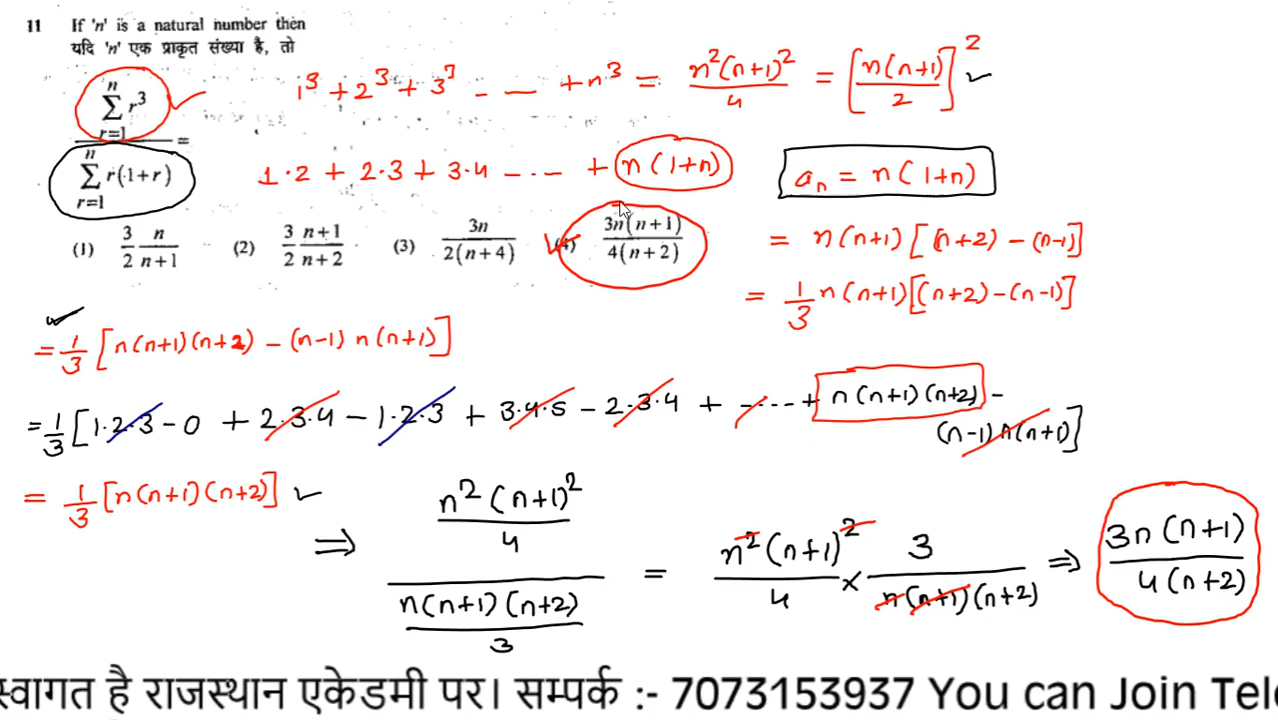 11 If 'n' is a natural number then
यदि 'n' एक प्राकृत संख्या है, तो
∑_{r=1}^{n} r³ / ∑_{r=1}^{n} r(1+r) =
1³ + 2³ + 3³ - — - + n³ = n²(n+1)²/4 = [n(n+1)/2]² ✓
1·2 + 2·3 + 3·4 - -·- - + n(1+n)
aₙ = n(1+n)
(1) 3/2 n/n+1 (2) 3/2 n+1/n+2 (3) 3n/2(n+4) (4) 3n(n+1)/4(n+2)
= n(n+1)[(n+2) - (n-1)]
= 1/3 n(n+1)[(n+2)-(n-1)]
= 1/3 [n(n+1)(n+2) - (n-1)n(n+1)]
= 1/3 [1·2·3 - 0 + 2·3·4 - 1·2·3 + 3·4·5 - 2·3·4 + -··- + n(n+1)(n+2) -
(n-1)n(n+1)]
= 1/3 [n(n+1)(n+2)] ✓
⇒ n²(n+1)²/4 / n(n+1)(n+2)/3 = n²(n+1)²/4 × 3/n(n+1)(n+2) ⇒ 3n(n+1)/4(n+2)
स्वागत है राजस्थान एकेडमी पर। सम्पर्क :- 7073153937 You can Join Tele